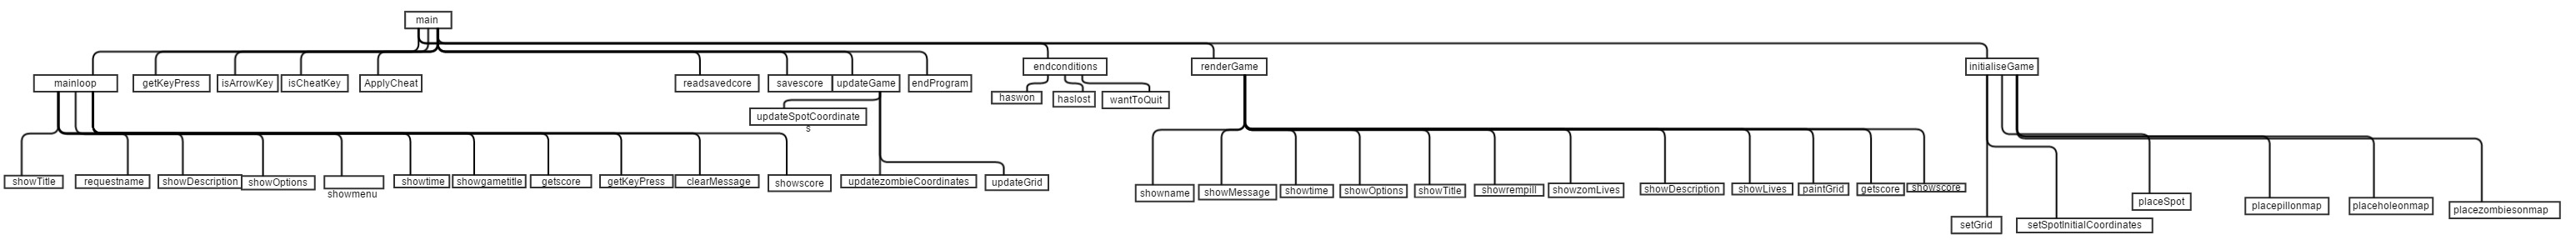 main
mainloop
getKeyPress
isArrowKey
isCheatKey
ApplyCheat
readsavedcore
savescore
updateGame
endProgram
endconditions
renderGame
initialiseGame
updateSpotCoordinate
s
haswon
haslost
wantToQuit
showTitle
requestname
showDescription
showOptions
showmenu
showtime
showgametitle
getscore
getKeyPress
clearMessage
showscore
updatezombieCoordinates
updateGrid
showname
showMessage
showtime
showOptions
showTitle
showrempill
showzomLives
showDescription
showLives
paintGrid
getscore
showscore
setGrid
setSpotInitialCoordinates
placeSpot
placepillonmap
placeholeonmap
placezombiesonmap